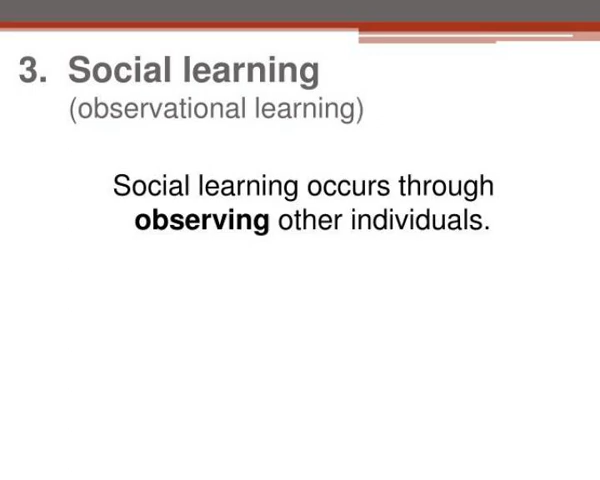 3. Social learning
(observational learning)
Social learning occurs through
observing other individuals.